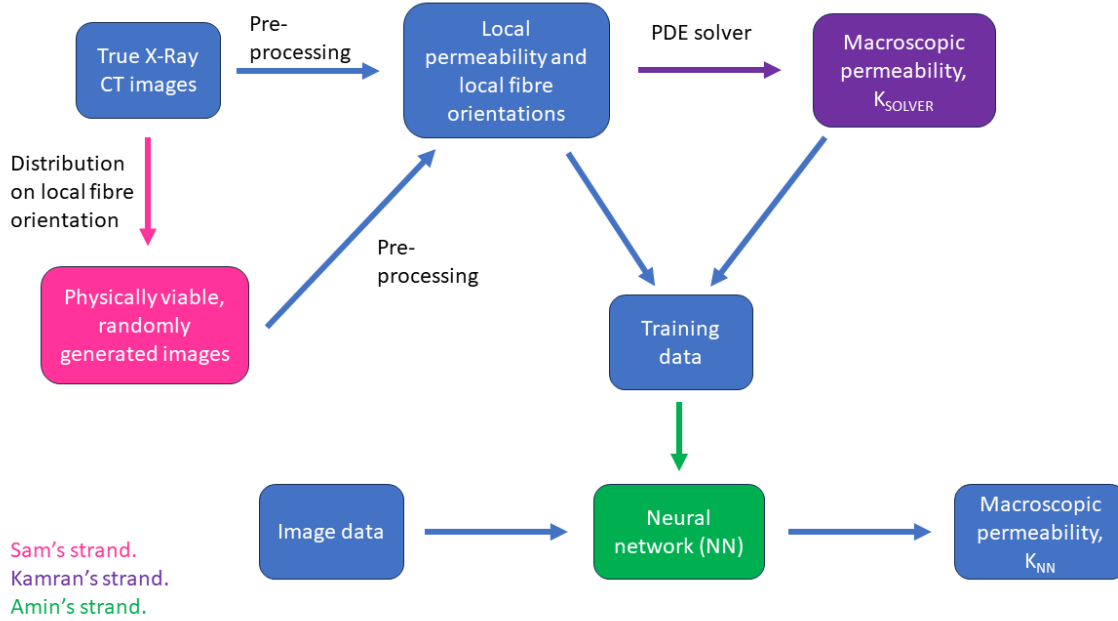 True X-Ray
CT images
Pre-
processing
Local
permeability and
local fibre
orientations
PDE solver
Macroscopic
permeability,
K_SOLVER
Distribution
on local fibre
orientation
Physically viable,
randomly
generated images
Pre-
processing
Training
data
Image data
Neural
network (NN)
Macroscopic
permeability,
K_NN
Sam’s strand.
Kamran’s strand.
Amin’s strand.